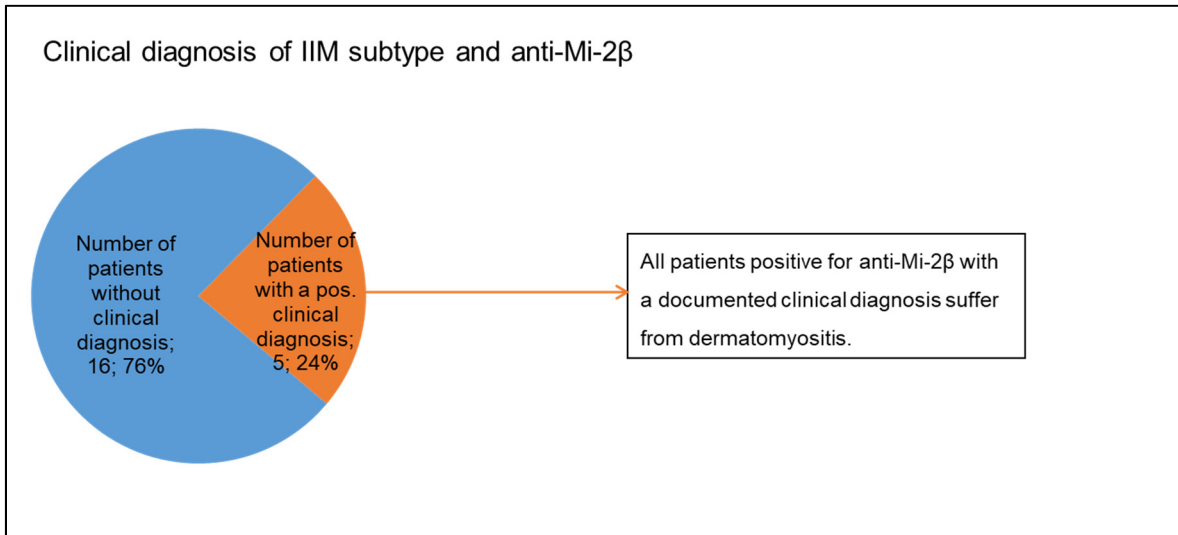 Clinical diagnosis of IIM subtype and anti-Mi-2β
Number of
patients
without
clinical
diagnosis;
16; 76%
Number of
patients
with a pos.
clinical
diagnosis;
5; 24%
All patients positive for anti-Mi-2β with
a documented clinical diagnosis suffer
from dermatomyositis.